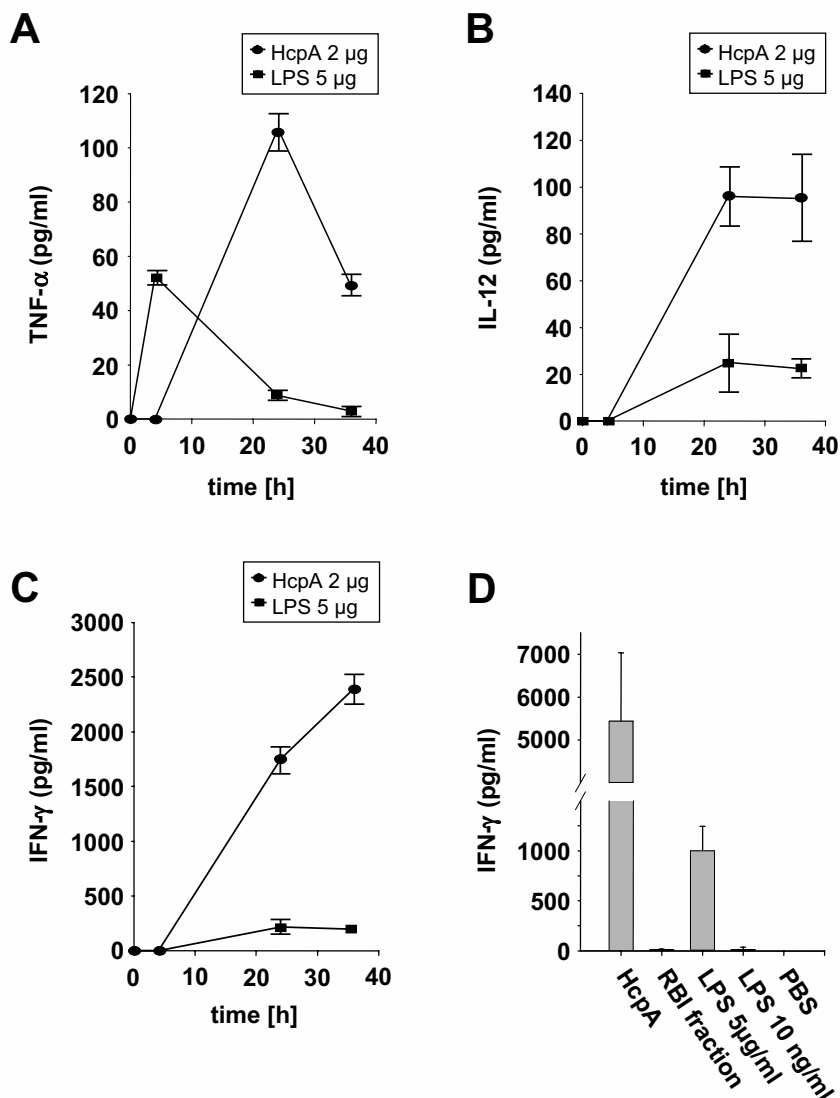 A
HcpA 2 µg
LPS 5 µg
120
100
80
60
40
20
0
TNF-α (pg/ml)
0 10 20 30 40
time [h]
B
HcpA 2 µg
LPS 5 µg
140
120
100
80
60
40
20
0
IL-12 (pg/ml)
0 10 20 30 40
time [h]
C
HcpA 2 µg
LPS 5 µg
3000
2500
2000
1500
1000
500
0
IFN-γ (pg/ml)
0 10 20 30 40
time [h]
D
7000
6000
5000
1000
500
0
IFN-γ (pg/ml)
HcpA
RBI fraction
LPS 5µg/ml
LPS 10 ng/ml
PBS